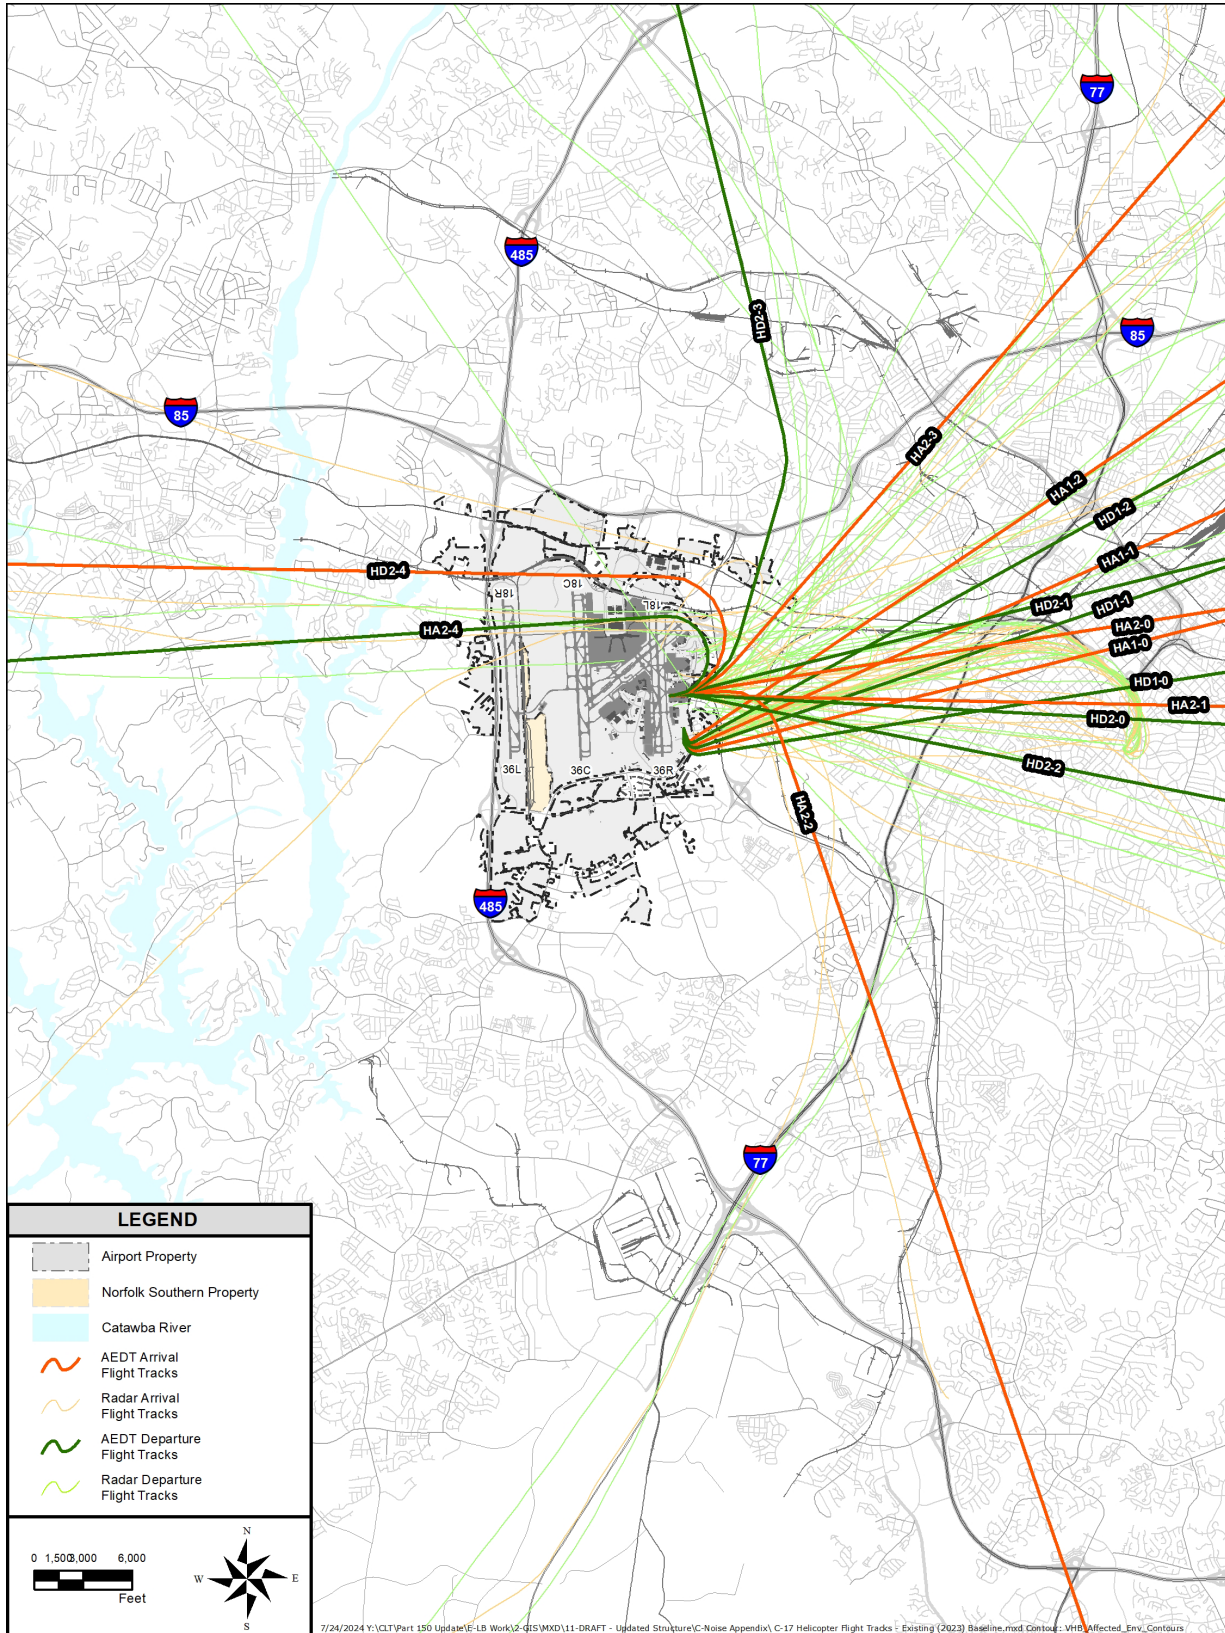 77
485
85
HD2-3
85
HA2-3
HA1-2
HD1-2
HA1-1
HD2-4
18C
18R
18L
HD2-1
HD1-1
HA2-0
HA2-4
HA1-0
HD1-0
HA2-1
HD2-0
HD2-2
36L
36C
36R
HA2-2
485
77
LEGEND
Airport Property
Norfolk Southern Property
Catawba River
AEDT Arrival
Flight Tracks
Radar Arrival
Flight Tracks
AEDT Departure
Flight Tracks
Radar Departure
Flight Tracks
N
W E
S
0 1,500 3,000 6,000
Feet
7/24/2024 Y:\CLT\Part 150 Update\E-LB Work\2-GIS\MXD\11-DRAFT - Updated Structure\C-Noise Appendix\ C-17 Helicopter Flight Tracks - Existing (2023) Baseline.mxd Contour: VHB_Affected_Env_Contours